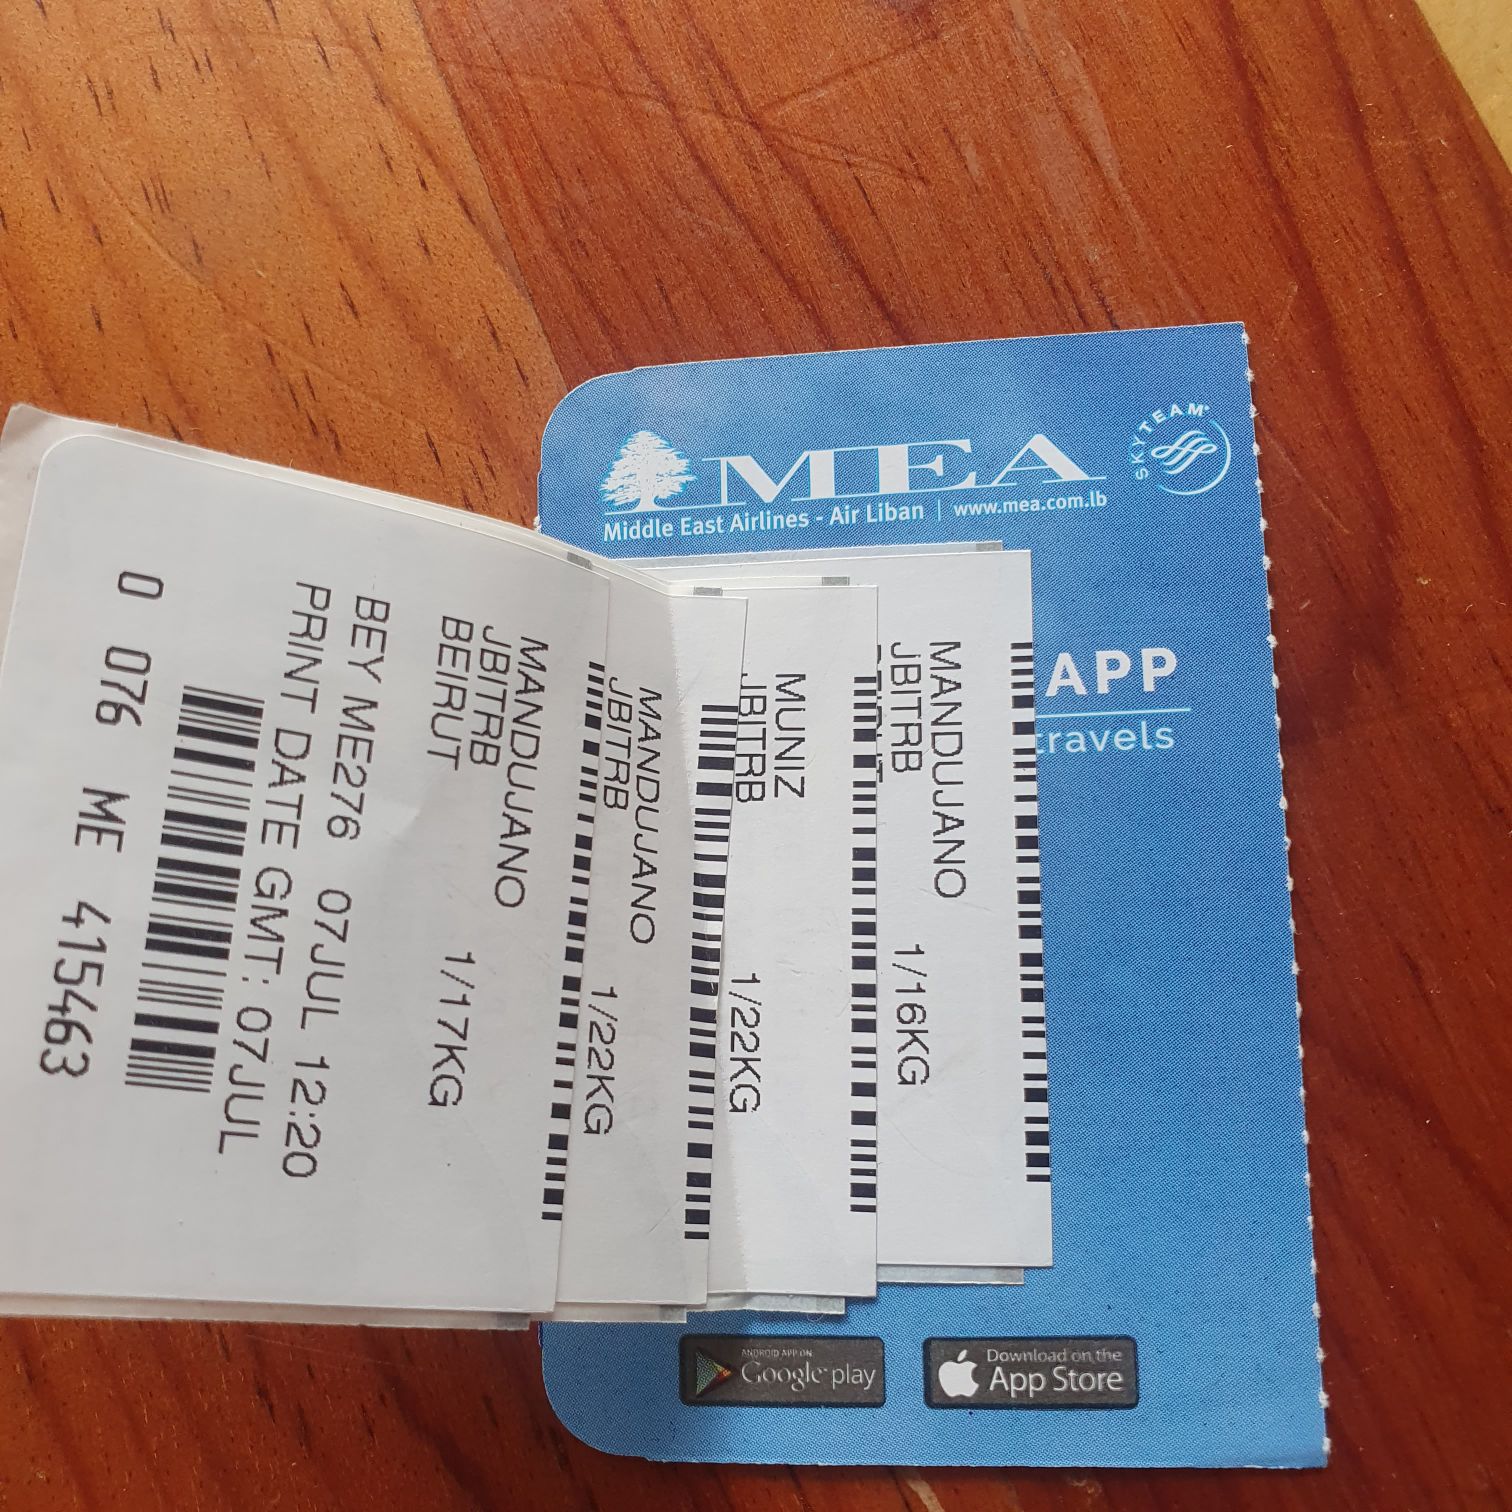 MEA
SKYTEAM
Middle East Airlines - Air Liban | www.mea.com.lb
APP
travels
ANDROID APP ON
Google play
Download on the
App Store
MANDUJANO
JBITRB
1/16KG
MUNIZ
JBITRB
1/22KG
MANDUJANO
JBITRB
1/22KG
MANDUJANO
JBITRB
BEIRUT 1/17KG
BEY ME276 07JUL 12:20
PRINT DATE GMT: 07JUL
0 076 ME 415463